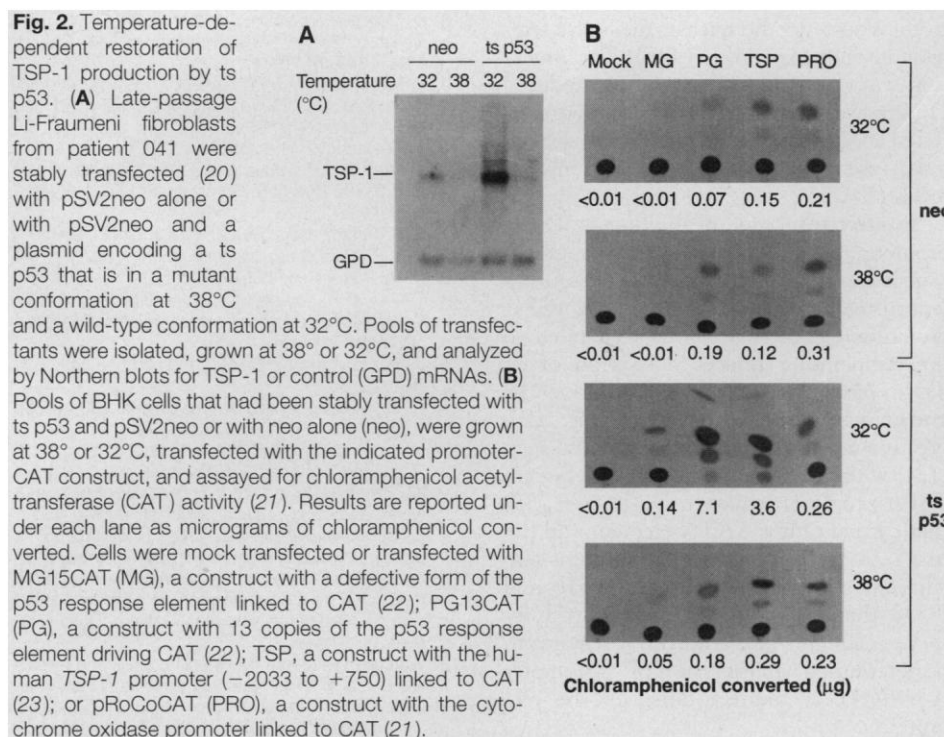 Fig. 2. Temperature-de-
pendent restoration of
TSP-1 production by ts
p53. (A) Late-passage
Li-Fraumeni fibroblasts
from patient 041 were
stably transfected (20)
with pSV2neo alone or
with pSV2neo and a
plasmid encoding a ts
p53 that is in a mutant
conformation at 38°C
and a wild-type conformation at 32°C. Pools of transfec-
tants were isolated, grown at 38° or 32°C, and analyzed
by Northern blots for TSP-1 or control (GPD) mRNAs. (B)
Pools of BHK cells that had been stably transfected with
ts p53 and pSV2neo or with neo alone (neo), were grown
at 38° or 32°C, transfected with the indicated promoter-
CAT construct, and assayed for chloramphenicol acetyl-
transferase (CAT) activity (21). Results are reported un-
der each lane as micrograms of chloramphenicol con-
verted. Cells were mock transfected or transfected with
MG15CAT (MG), a construct with a defective form of the
p53 response element linked to CAT (22); PG13CAT
(PG), a construct with 13 copies of the p53 response
element driving CAT (22); TSP, a construct with the hu-
man TSP-1 promoter (−2033 to +750) linked to CAT
(23); or pRoCoCAT (PRO), a construct with the cyto-
chrome oxidase promoter linked to CAT (21).
A
neo ts p53
Temperature 32 38 32 38
(°C)
TSP-1
GPD
B
Mock MG PG TSP PRO
32°C
<0.01 <0.01 0.07 0.15 0.21
neo
38°C
<0.01 <0.01 0.19 0.12 0.31
32°C
<0.01 0.14 7.1 3.6 0.26
ts
p53
38°C
<0.01 0.05 0.18 0.29 0.23
Chloramphenicol converted (μg)